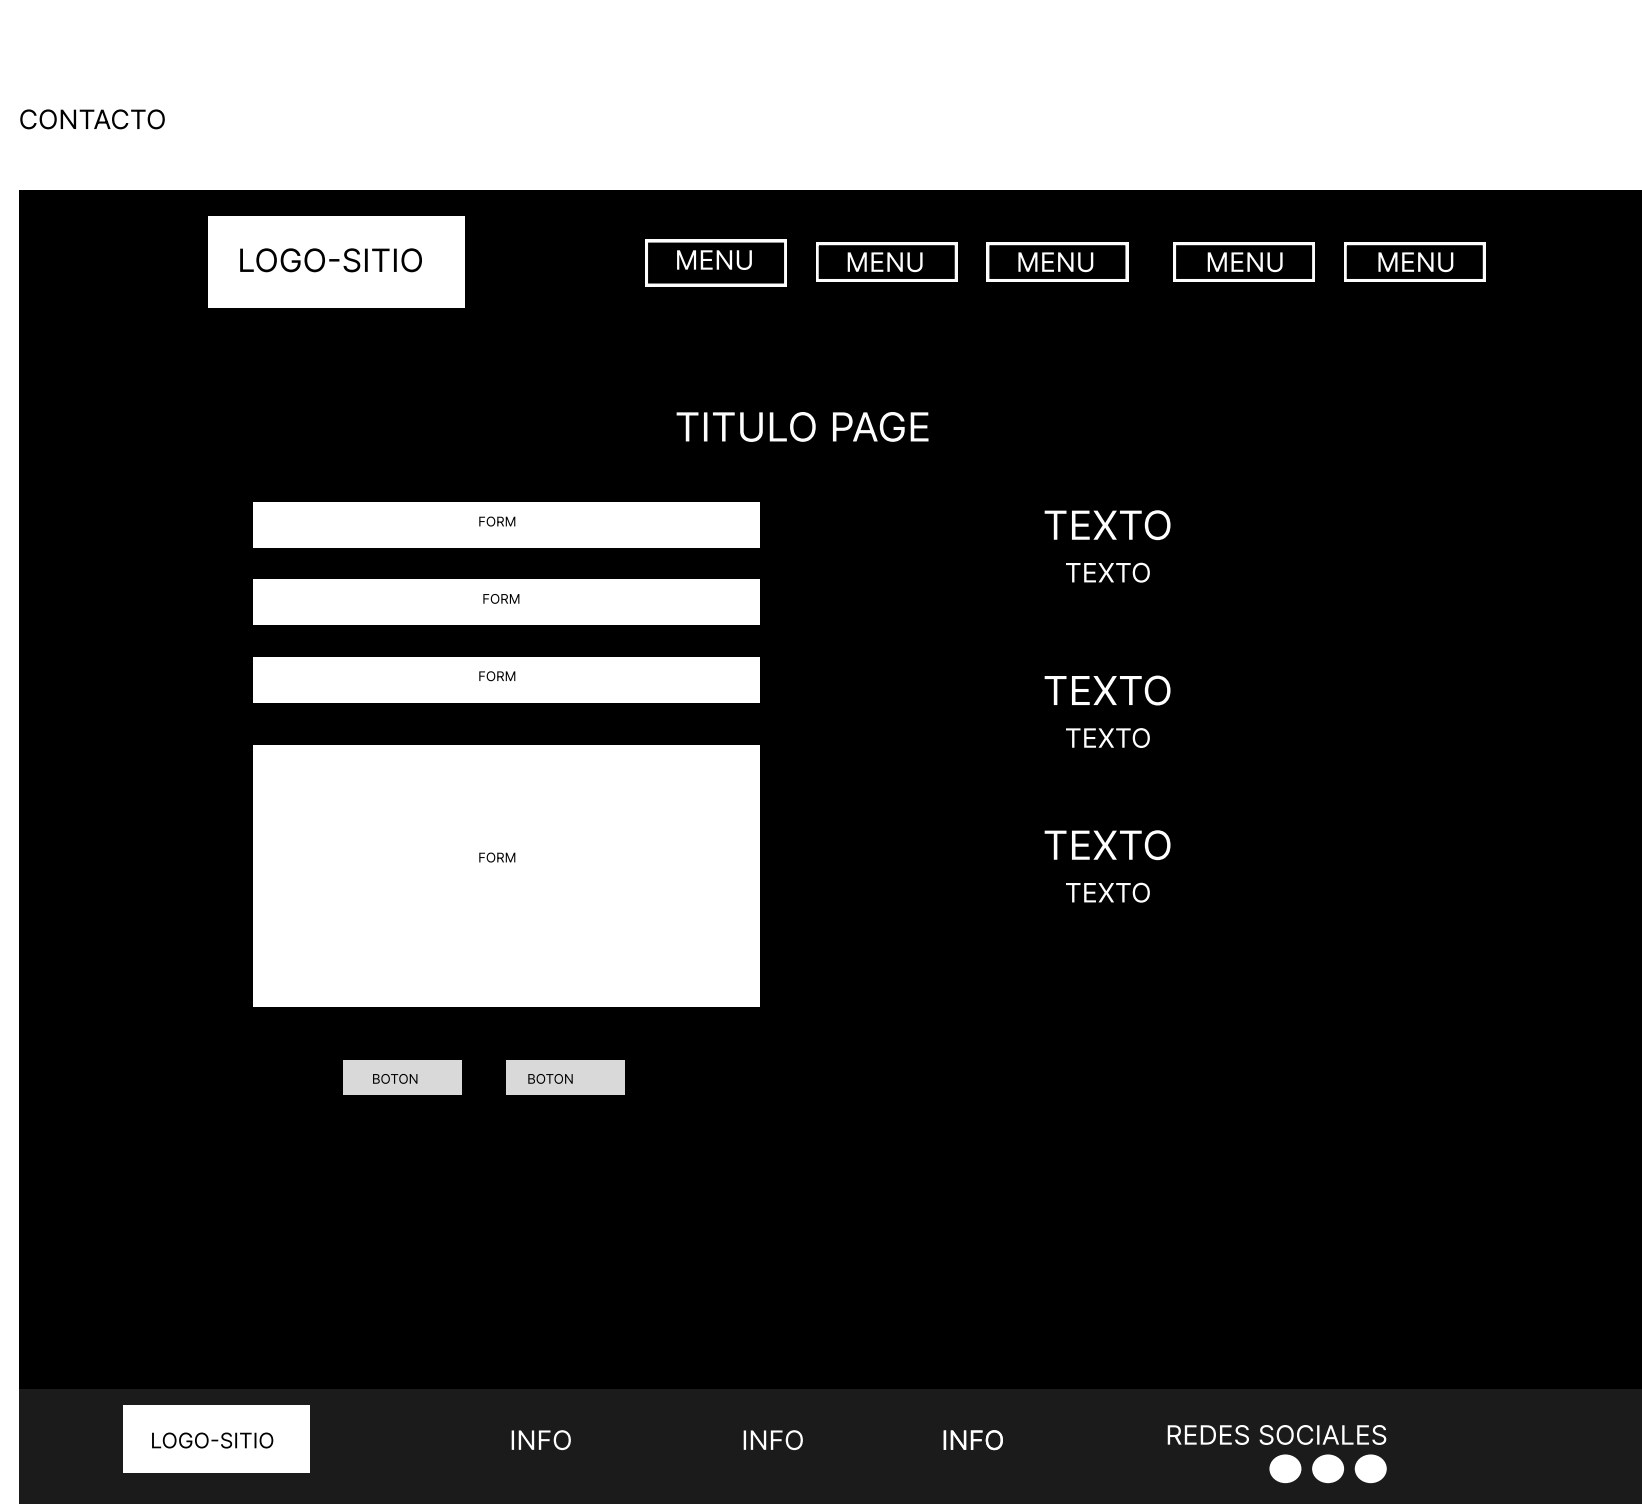 CONTACTO
LOGO-SITIO
MENU
MENU
MENU
MENU
MENU
TITULO PAGE
FORM
FORM
FORM
FORM
BOTON
BOTON
TEXTO
TEXTO
TEXTO
TEXTO
TEXTO
TEXTO
LOGO-SITIO
INFO
INFO
INFO
REDES SOCIALES